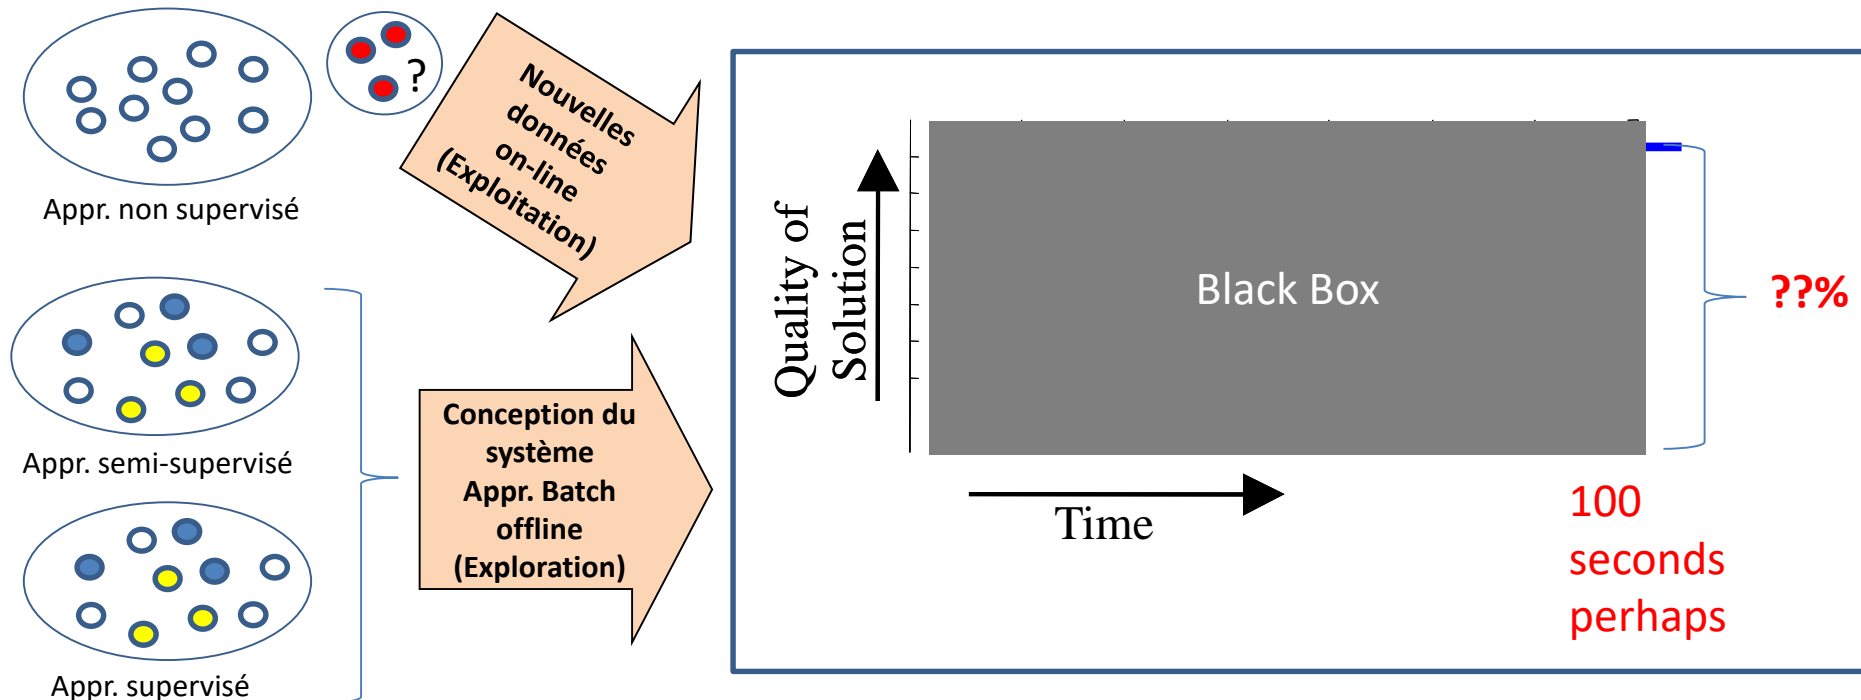 ?
Appr. non supervisé
Nouvelles
données
on-line
(Exploitation)
Appr. semi-supervisé
Appr. supervisé
Conception du
système
Appr. Batch
offline
(Exploration)
Quality of
Solution
Black Box
??%
Time
100
seconds
perhaps